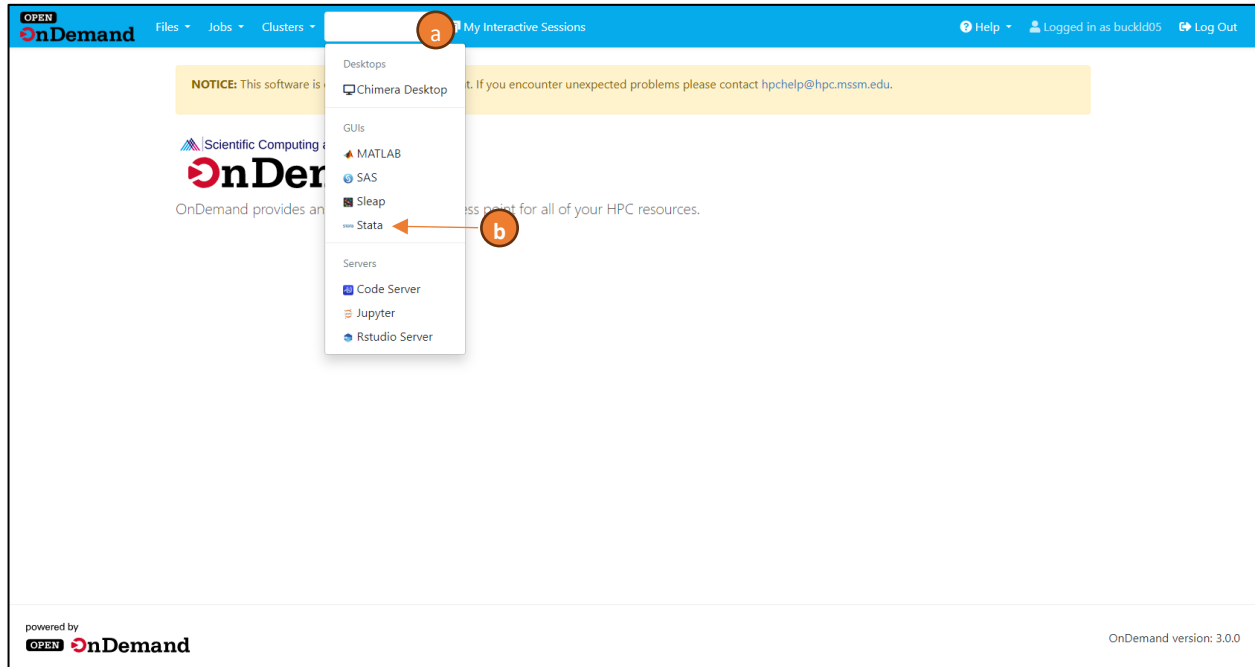 OPEN
OnDemand
Files Jobs Clusters a My Interactive Sessions Help Logged in as buckld05 Log Out
NOTICE: This software is t. If you encounter unexpected problems please contact hpchelp@hpc.mssm.edu.
Scientific Computing
OnDem
OnDemand provides an ess point for all of your HPC resources.
Desktops
Chimera Desktop
GUIs
MATLAB
SAS
Sleap
Stata
b
Servers
Code Server
Jupyter
Rstudio Server
powered by
OPEN OnDemand
OnDemand version: 3.0.0